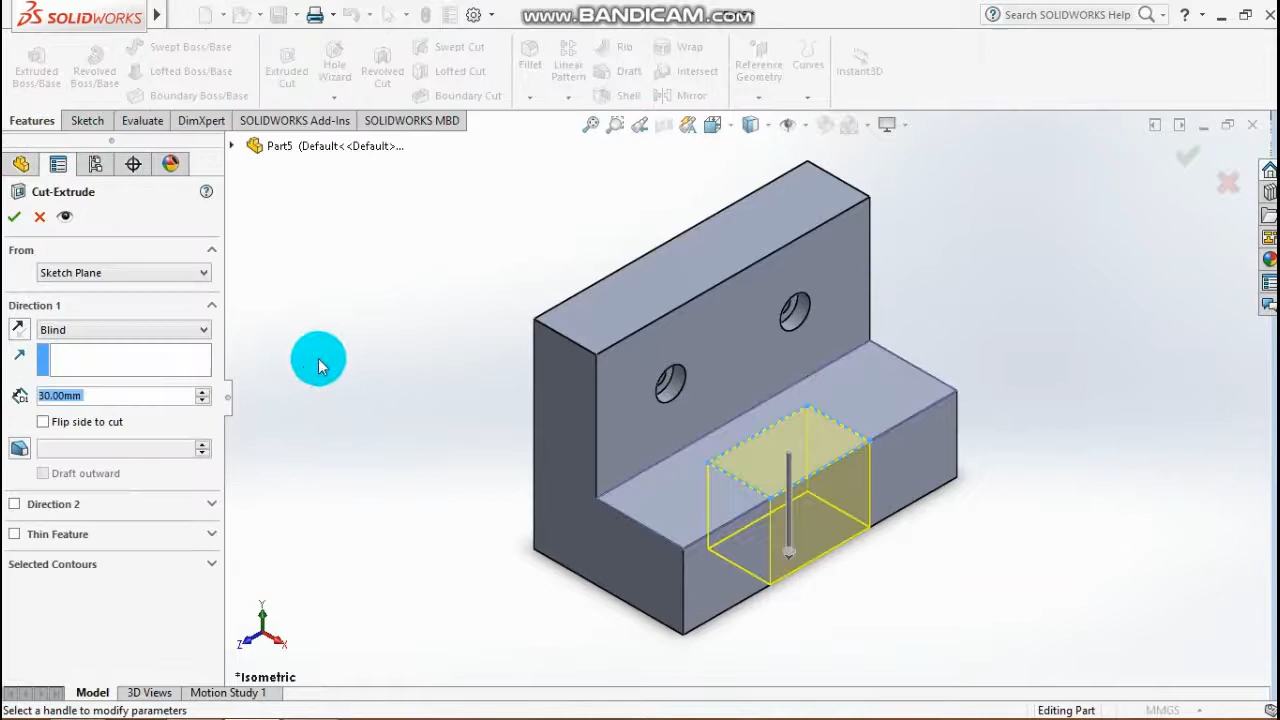 SOLIDWORKS
www.BANDICAM.com
Search SOLIDWORKS Help
?
Extruded Boss/Base
Revolved Boss/Base
Swept Boss/Base
Lofted Boss/Base
Boundary Boss/Base
Extruded Cut
Hole Wizard
Revolved Cut
Swept Cut
Lofted Cut
Boundary Cut
Fillet
Linear Pattern
Rib
Draft
Shell
Wrap
Intersect
Mirror
Reference Geometry
Curves
Instant3D
Features
Sketch
Evaluate
DimXpert
SOLIDWORKS Add-Ins
SOLIDWORKS MBD
Part5 (Default<<Default>...
Cut-Extrude
From
Sketch Plane
Direction 1
Blind
30.00mm
Flip side to cut
Draft outward
Direction 2
Thin Feature
Selected Contours
Y
Z
X
*Isometric
Model
3D Views
Motion Study 1
Select a handle to modify parameters
Editing Part
MMGS